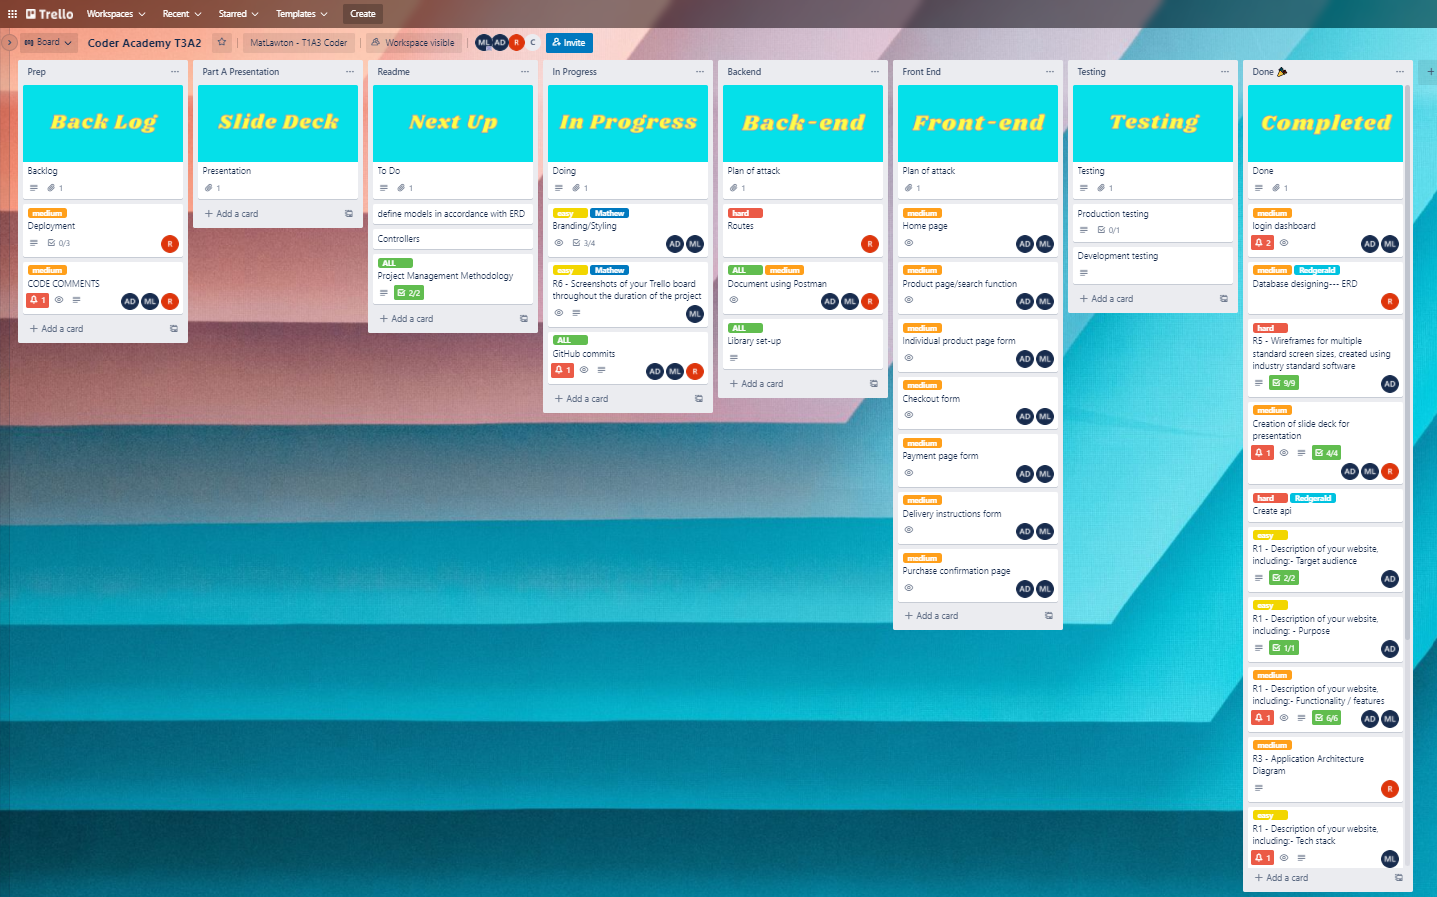 Trello
Workspaces
Recent
Starred
Templates
Create
Board
Coder Academy T3A2
MatLawton - T1A3 Coder
Workspace visible
ML
AD
R
C
Invite
Prep
Back Log
Backlog
1
medium
Deployment
0/3
R
medium
CODE COMMENTS
1
AD
ML
R
+ Add a card
Part A Presentation
Slide Deck
Presentation
1
+ Add a card
Readme
Next Up
To Do
1
define models in accordance with ERD
Controllers
ALL
Project Management Methodology
2/2
+ Add a card
In Progress
In Progress
Doing
1
easy
Mathew
Branding/Styling
3/4
AD
ML
easy
Mathew
R6 - Screenshots of your Trello board
throughout the duration of the project
ML
ALL
GitHub commits
1
AD
ML
R
+ Add a card
Backend
Back-end
Plan of attack
1
hard
Routes
R
ALL
medium
Document using Postman
AD
ML
R
ALL
Library set-up
+ Add a card
Front End
Front-end
Plan of attack
1
medium
Home page
AD
ML
medium
Product page/search function
AD
ML
medium
Individual product page form
AD
ML
medium
Checkout form
AD
ML
medium
Payment page form
AD
ML
medium
Delivery instructions form
AD
ML
medium
Purchase confirmation page
AD
ML
+ Add a card
Testing
Testing
Testing
1
Production testing
0/1
Development testing
+ Add a card
Done
Completed
Done
1
medium
login dashboard
2
AD
ML
medium
Redgerald
Database designing--- ERD
R
hard
R5 - Wireframes for multiple
standard screen sizes, created using
industry standard software
9/9
AD
medium
Creation of slide deck for
presentation
1
4/4
AD
ML
R
hard
Redgerald
Create api
easy
R1 - Description of your website,
including:- Target audience
2/2
AD
easy
R1 - Description of your website,
including: - Purpose
1/1
AD
medium
R1 - Description of your website,
including:- Functionality / features
1
6/6
AD
ML
medium
R3 - Application Architecture
Diagram
R
easy
R1 - Description of your website,
including:- Tech stack
1
ML
+ Add a card